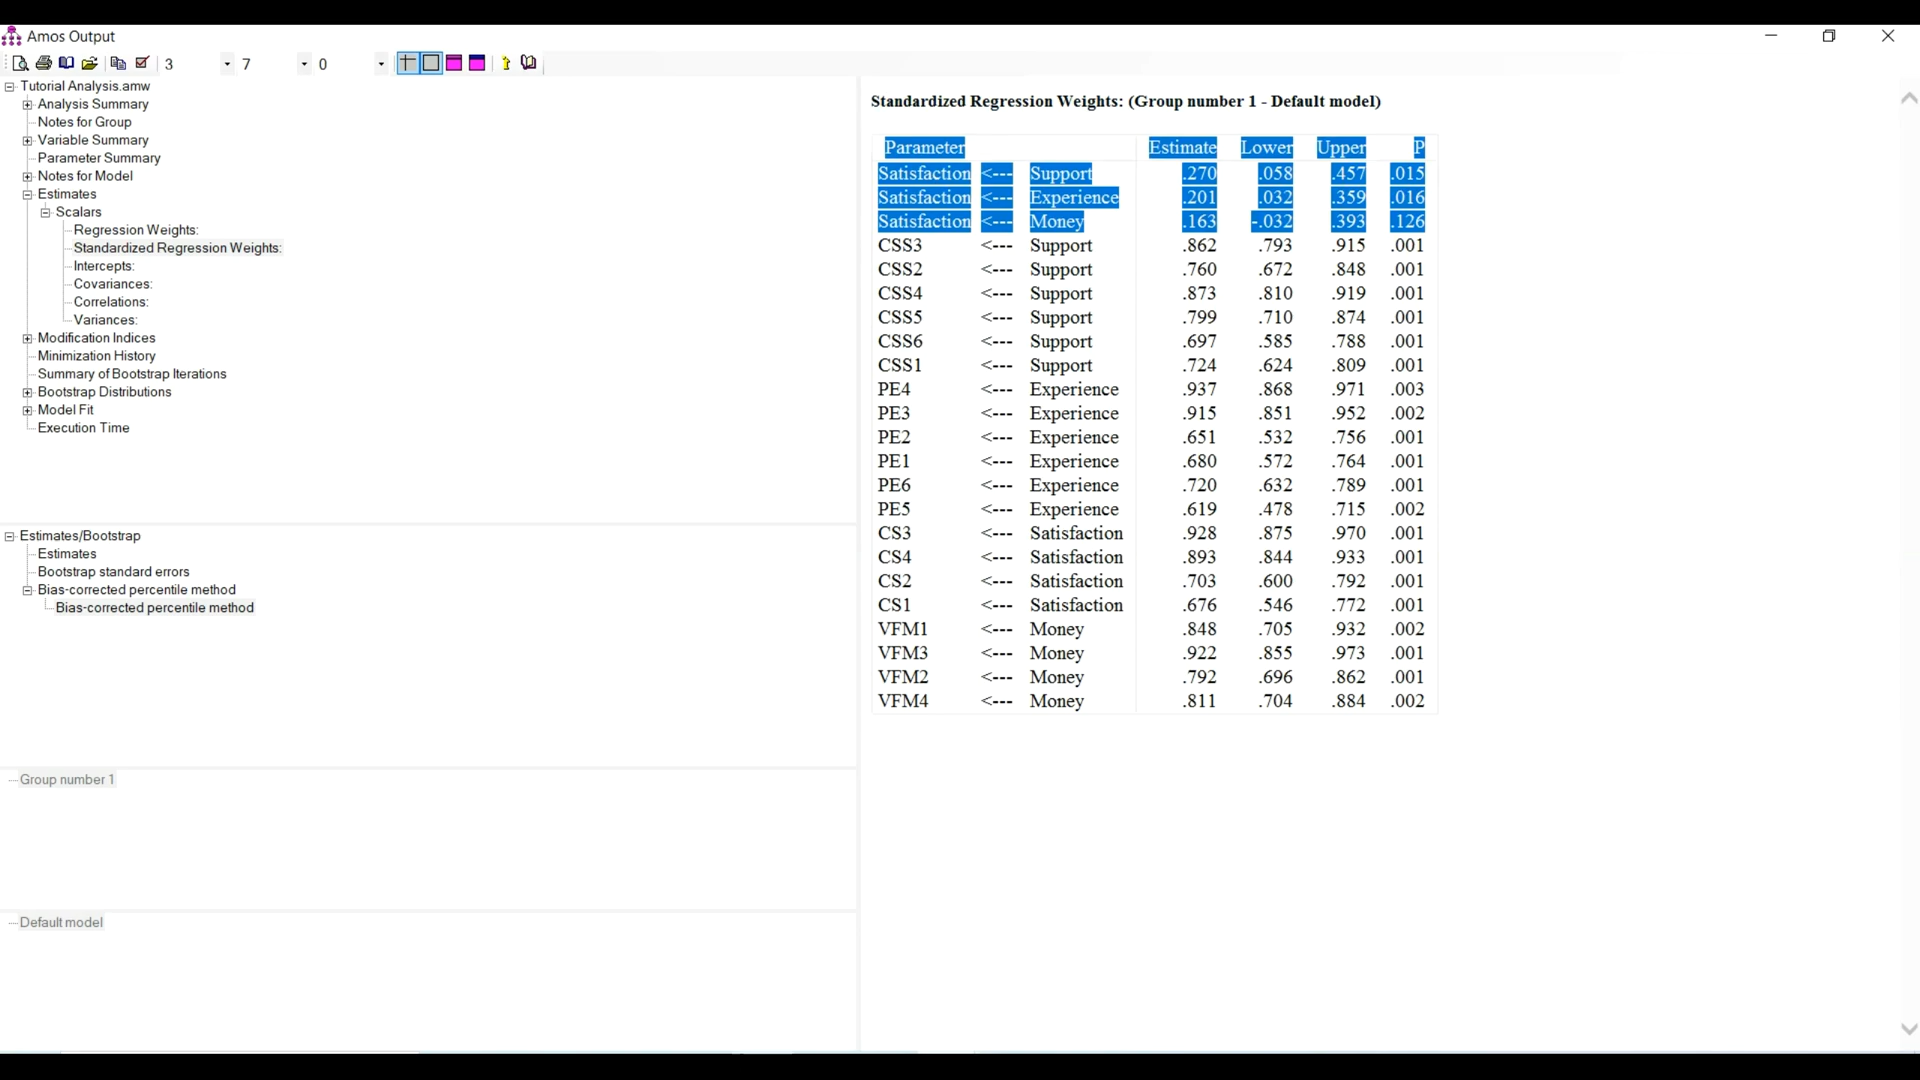 Amos Output
3 7 0
Tutorial Analysis.amw
Analysis Summary
Notes for Group
Variable Summary
Parameter Summary
Notes for Model
Estimates
Scalars
Regression Weights:
Standardized Regression Weights:
Intercepts:
Covariances:
Correlations:
Variances:
Modification Indices
Minimization History
Summary of Bootstrap Iterations
Bootstrap Distributions
Model Fit
Execution Time
Estimates/Bootstrap
Estimates
Bootstrap standard errors
Bias-corrected percentile method
Bias-corrected percentile method
Group number 1
Default model
Standardized Regression Weights: (Group number 1 - Default model)
Parameter Estimate Lower Upper P
Satisfaction <--- Support .270 .058 .457 .015
Satisfaction <--- Experience .201 .032 .359 .016
Satisfaction <--- Money .163 -.032 .393 .126
CSS3 <--- Support .862 .793 .915 .001
CSS2 <--- Support .760 .672 .848 .001
CSS4 <--- Support .873 .810 .919 .001
CSS5 <--- Support .799 .710 .874 .001
CSS6 <--- Support .697 .585 .788 .001
CSS1 <--- Support .724 .624 .809 .001
PE4 <--- Experience .937 .868 .971 .003
PE3 <--- Experience .915 .851 .952 .002
PE2 <--- Experience .651 .532 .756 .001
PE1 <--- Experience .680 .572 .764 .001
PE6 <--- Experience .720 .632 .789 .001
PE5 <--- Experience .619 .478 .715 .002
CS3 <--- Satisfaction .928 .875 .970 .001
CS4 <--- Satisfaction .893 .844 .933 .001
CS2 <--- Satisfaction .703 .600 .792 .001
CS1 <--- Satisfaction .676 .546 .772 .001
VFM1 <--- Money .848 .705 .932 .002
VFM3 <--- Money .922 .855 .973 .001
VFM2 <--- Money .792 .696 .862 .001
VFM4 <--- Money .811 .704 .884 .002